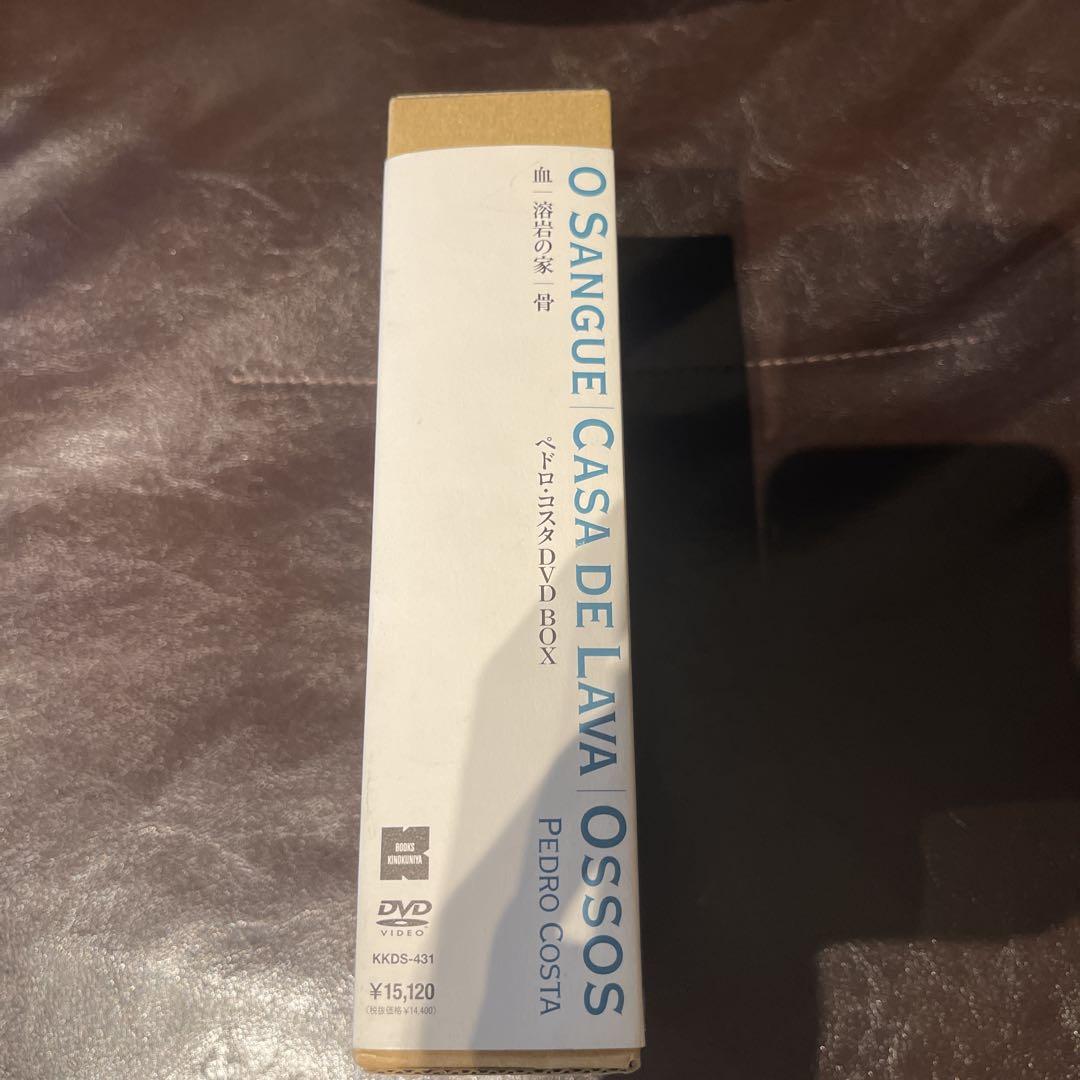 O SANGUE | CASA DE LAVA | OSSOS
血 | 溶岩の家 | 骨
ペドロ・コスタ DVD BOX
PEDRO COSTA
BOOKS
KINOKUNIYA
DVD
VIDEO
KKDS-431
¥15,120
(税抜価格¥14,400)